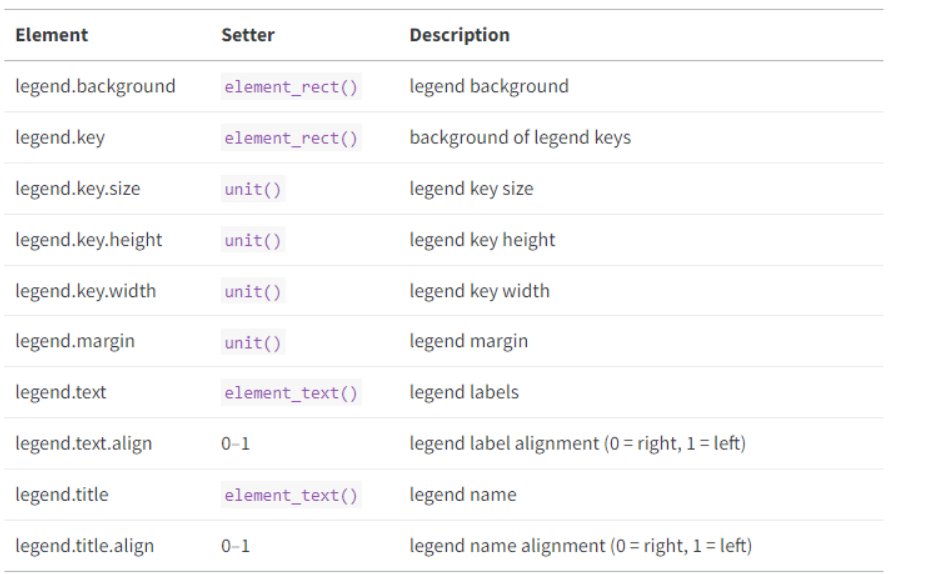 Element Setter Description
legend.background element_rect() legend background
legend.key element_rect() background of legend keys
legend.key.size unit() legend key size
legend.key.height unit() legend key height
legend.key.width unit() legend key width
legend.margin unit() legend margin
legend.text element_text() legend labels
legend.text.align 0–1 legend label alignment (0 = right, 1 = left)
legend.title element_text() legend name
legend.title.align 0–1 legend name alignment (0 = right, 1 = left)